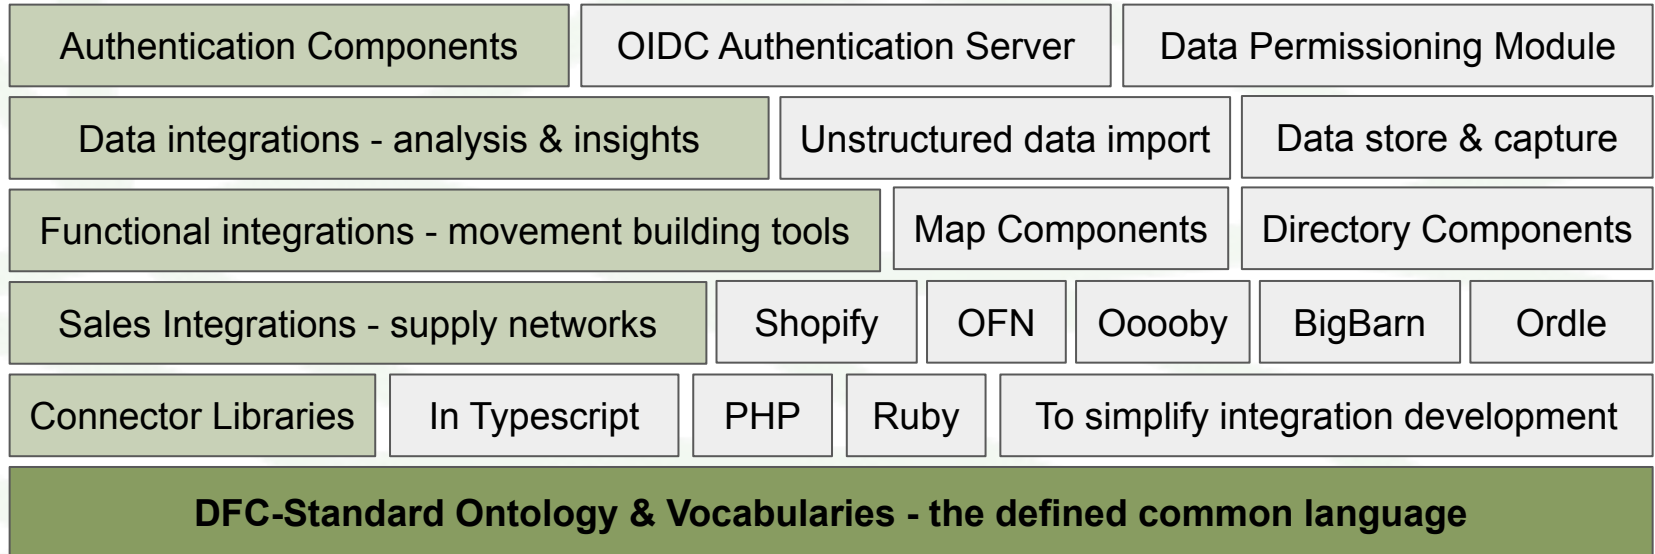 Authentication Components
OIDC Authentication Server
Data Permissioning Module
Data integrations - analysis & insights
Unstructured data import
Data store & capture
Functional integrations - movement building tools
Map Components
Directory Components
Sales Integrations - supply networks
Shopify
OFN
Ooooby
BigBarn
Ordle
Connector Libraries
In Typescript
PHP
Ruby
To simplify integration development
DFC-Standard Ontology & Vocabularies - the defined common language